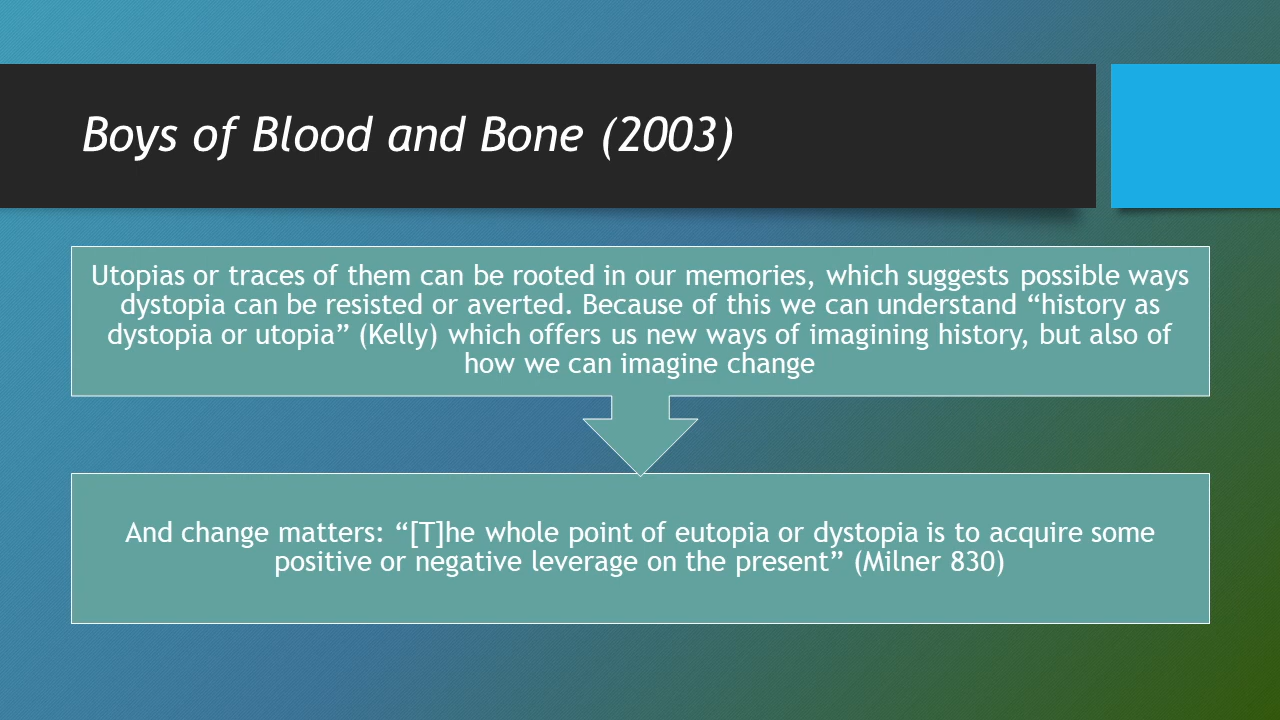 Boys of Blood and Bone (2003)
Utopias or traces of them can be rooted in our memories, which suggests possible ways
dystopia can be resisted or averted. Because of this we can understand “history as
dystopia or utopia” (Kelly) which offers us new ways of imagining history, but also of
how we can imagine change
And change matters: “[T]he whole point of eutopia or dystopia is to acquire some
positive or negative leverage on the present” (Milner 830)